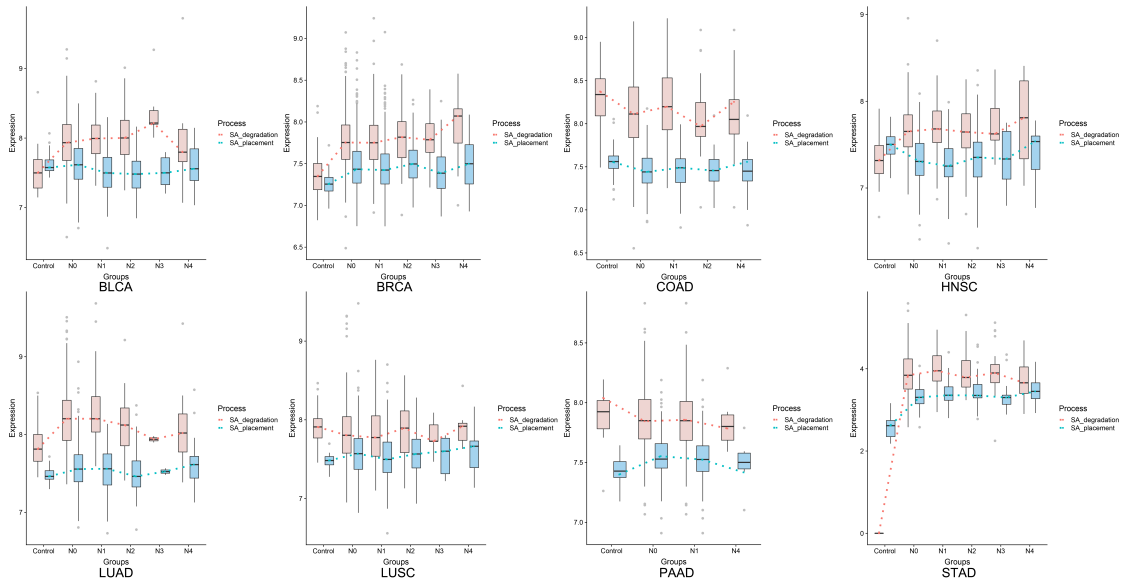 Expression
9
8
7
Control N0 N1 N2 N3 N4
Groups
BLCA
Process
SA_degradation
SA_placement
Expression
9.0
8.5
8.0
7.5
7.0
6.5
Control N0 N1 N2 N3 N4
Groups
BRCA
Process
SA_degradation
SA_placement
Expression
9.0
8.5
8.0
7.5
7.0
6.5
Control N0 N1 N2 N4
Groups
COAD
Process
SA_degradation
SA_placement
Expression
9
8
7
Control N0 N1 N2 N3 N4
Groups
HNSC
Process
SA_degradation
SA_placement
Expression
9
8
7
Control N0 N1 N2 N3 N4
Groups
LUAD
Process
SA_degradation
SA_placement
Expression
9
8
7
Control N0 N1 N2 N3 N4
Groups
LUSC
Process
SA_degradation
SA_placement
Expression
8.5
8.0
7.5
7.0
Control N0 N1 N4
Groups
PAAD
Process
SA_degradation
SA_placement
Expression
4
2
0
Control N0 N1 N2 N3 N4
Groups
STAD
Process
SA_degradation
SA_placement